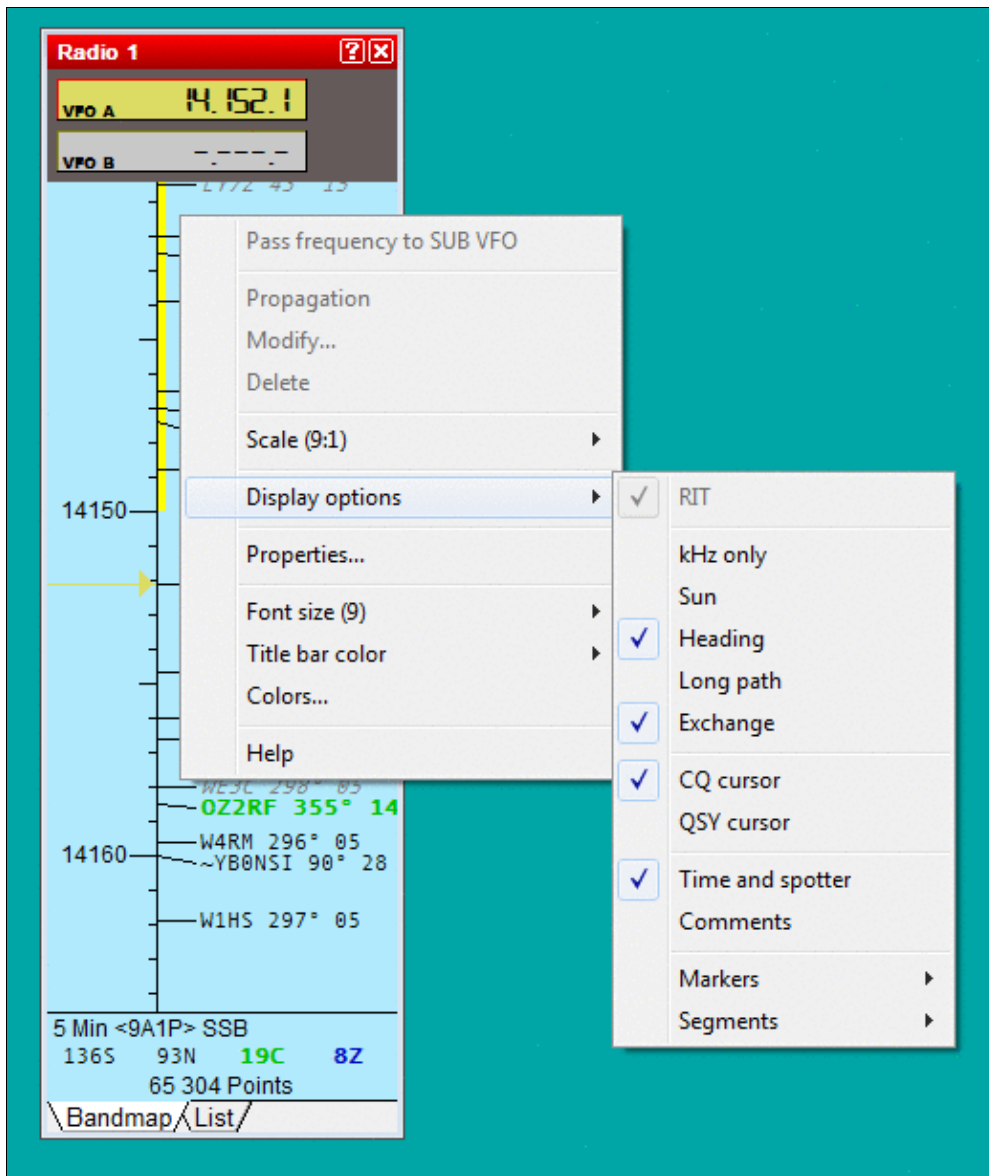 Radio 1
VFO A 14.152.1
VFO B -.---.-
14150
Pass frequency to SUB VFO
Propagation
Modify...
Delete
Scale (9:1)
Display options
Properties...
Font size (9)
Title bar color
Colors...
Help
RIT
kHz only
Sun
Heading
Long path
Exchange
CQ cursor
QSY cursor
Time and spotter
Comments
Markers
Segments
WE3C 298° 05
OZ2RF 355° 14
W4RM 296° 05
14160
~YB0NSI 90° 28
W1HS 297° 05
5 Min <9A1P> SSB
136S 93N 19C 8Z
65 304 Points
Bandmap List